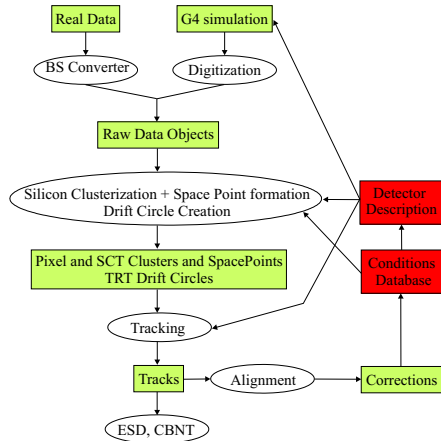 Real Data
G4 simulation
BS Converter
Digitization
Raw Data Objects
Silicon Clusterization + Space Point formation
Drift Circle Creation
Detector
Description
Pixel and SCT Clusters and SpacePoints
TRT Drift Circles
Conditions
Database
Tracking
Tracks
Alignment
Corrections
ESD, CBNT